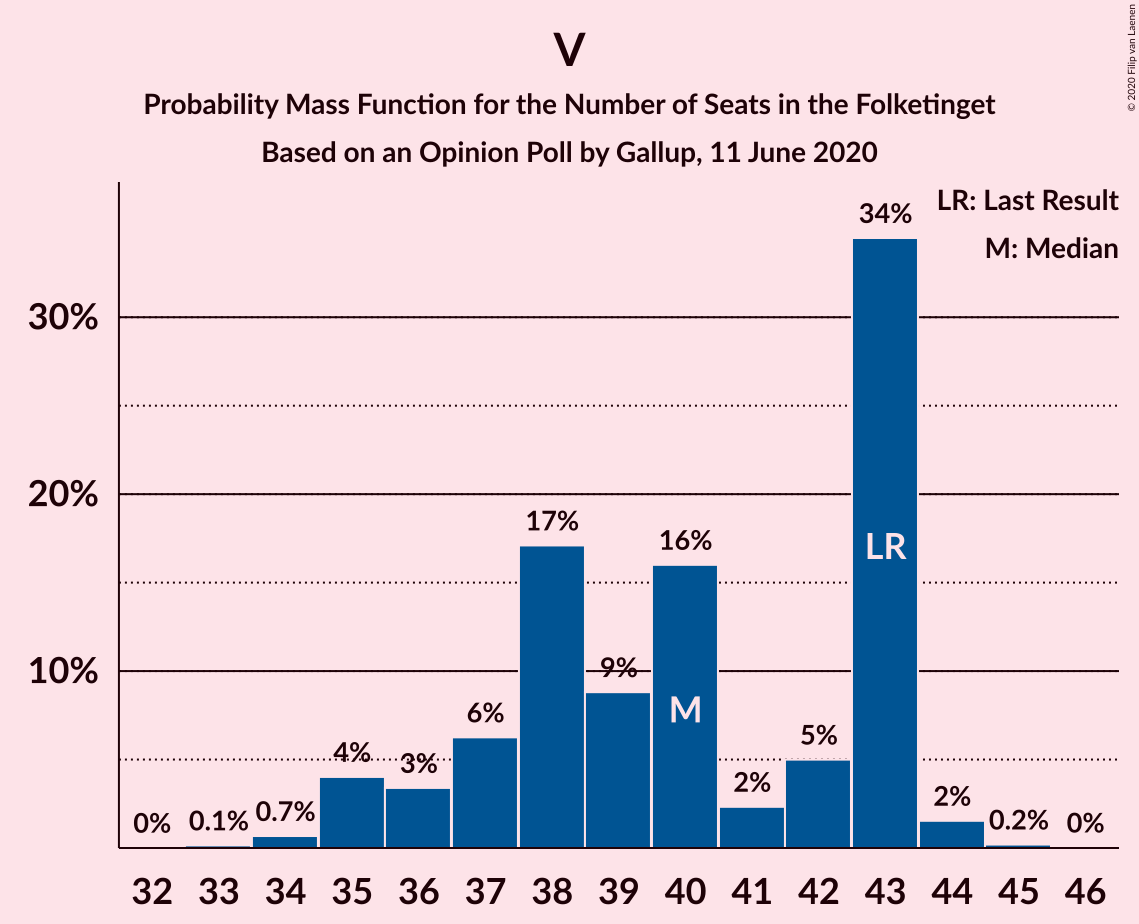 V
Probability Mass Function for the Number of Seats in the Folketinget
Based on an Opinion Poll by Gallup, 11 June 2020
© 2020 Filip van Laenen
LR: Last Result
M: Median
30%
20%
10%
0%
0.1%
0.7%
4%
3%
6%
17%
9%
16%
2%
5%
34%
2%
0.2%
0%
M
LR
32 33 34 35 36 37 38 39 40 41 42 43 44 45 46